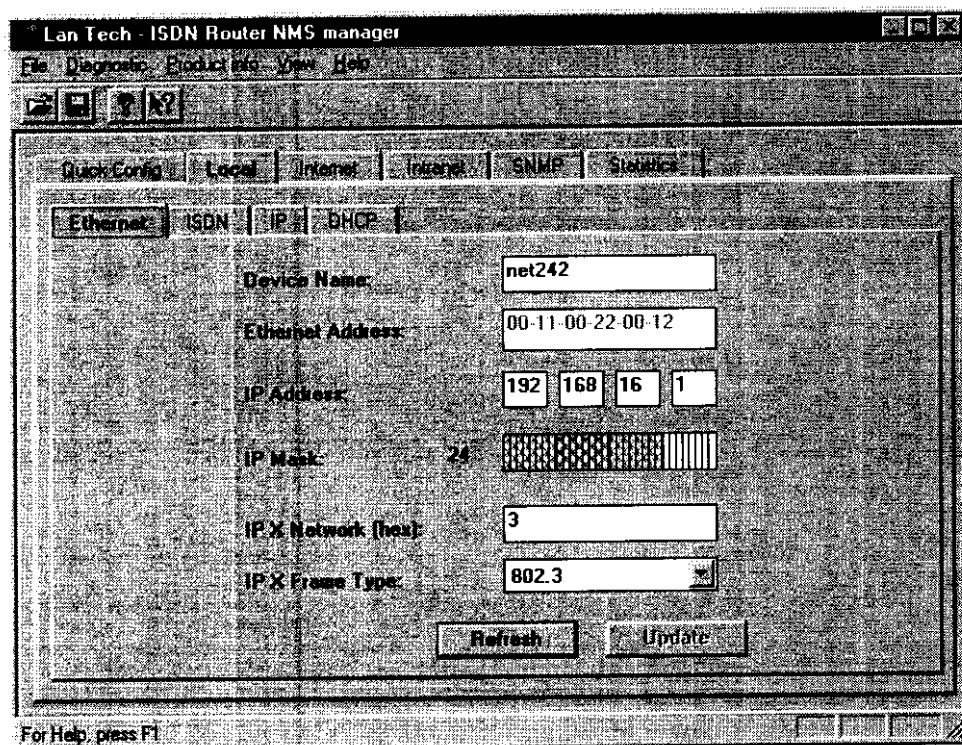 Lan Tech - ISDN Router NMS manager
File Diagnostic Product info View Help
Quick Config Local Internet Intranet SNMP Statistics
Ethernet ISDN IP DHCP
Device Name: net242
Ethernet Address: 00-11-00-22-00-12
IP Address: 192 168 16 1
IP Mask: 24
IP X Network (hex): 3
IP X Frame Type: 802.3
Refresh Update
For Help, press F1